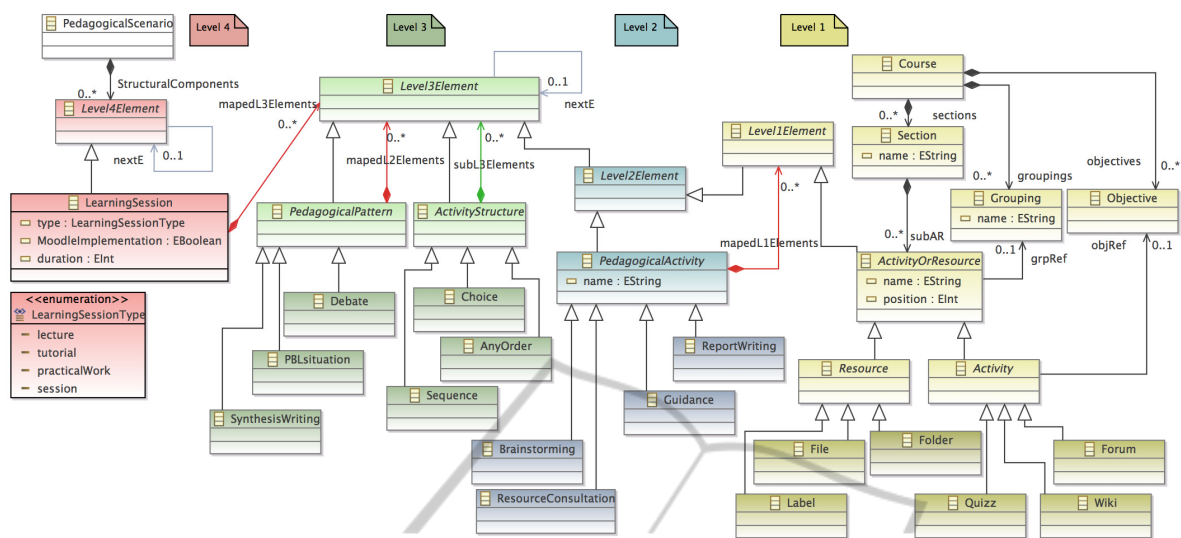 PedagogicalScenario
Level 4
Level 3
Level 2
Level 1
StructuralComponents
0..*
Level4Element
nextE
0..1
mapedL3Elements
0..*
Level3Element
0..1
nextE
0..*
mapedL2Elements
0..*
subL3Elements
Level1Element
0..*
Level2Element
mapedL1Elements
Course
0..*
sections
Section
name : EString
0..*
groupings
objectives
0..*
Grouping
name : EString
Objective
0..*
subAR
0..1
grpRef
objRef
0..1
LearningSession
type : LearningSessionType
MoodleImplementation : EBoolean
duration : EInt
PedagogicalPattern
ActivityStructure
PedagogicalActivity
name : EString
ActivityOrResource
name : EString
position : EInt
<<enumeration>>
LearningSessionType
lecture
tutorial
practicalWork
session
Debate
Choice
PBLsituation
AnyOrder
ReportWriting
Resource
Activity
SynthesisWriting
Sequence
Guidance
Brainstorming
ResourceConsultation
File
Folder
Forum
Label
Quizz
Wiki